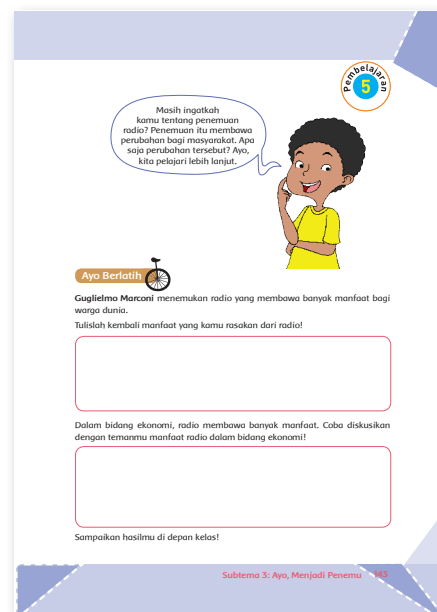 Pembelajaran
5
Masih ingatkah
kamu tentang penemuan
radio? Penemuan itu membawa
perubahan bagi masyarakat. Apa
saja perubahan tersebut? Ayo,
kita pelajari lebih lanjut.
Ayo Berlatih
Guglielmo Marconi menemukan radio yang membawa banyak manfaat bagi
warga dunia.
Tulislah kembali manfaat yang kamu rasakan dari radio!
Dalam bidang ekonomi, radio membawa banyak manfaat. Coba diskusikan
dengan temanmu manfaat radio dalam bidang ekonomi!
Sampaikan hasilmu di depan kelas!
Subtema 3: Ayo, Menjadi Penemu 143